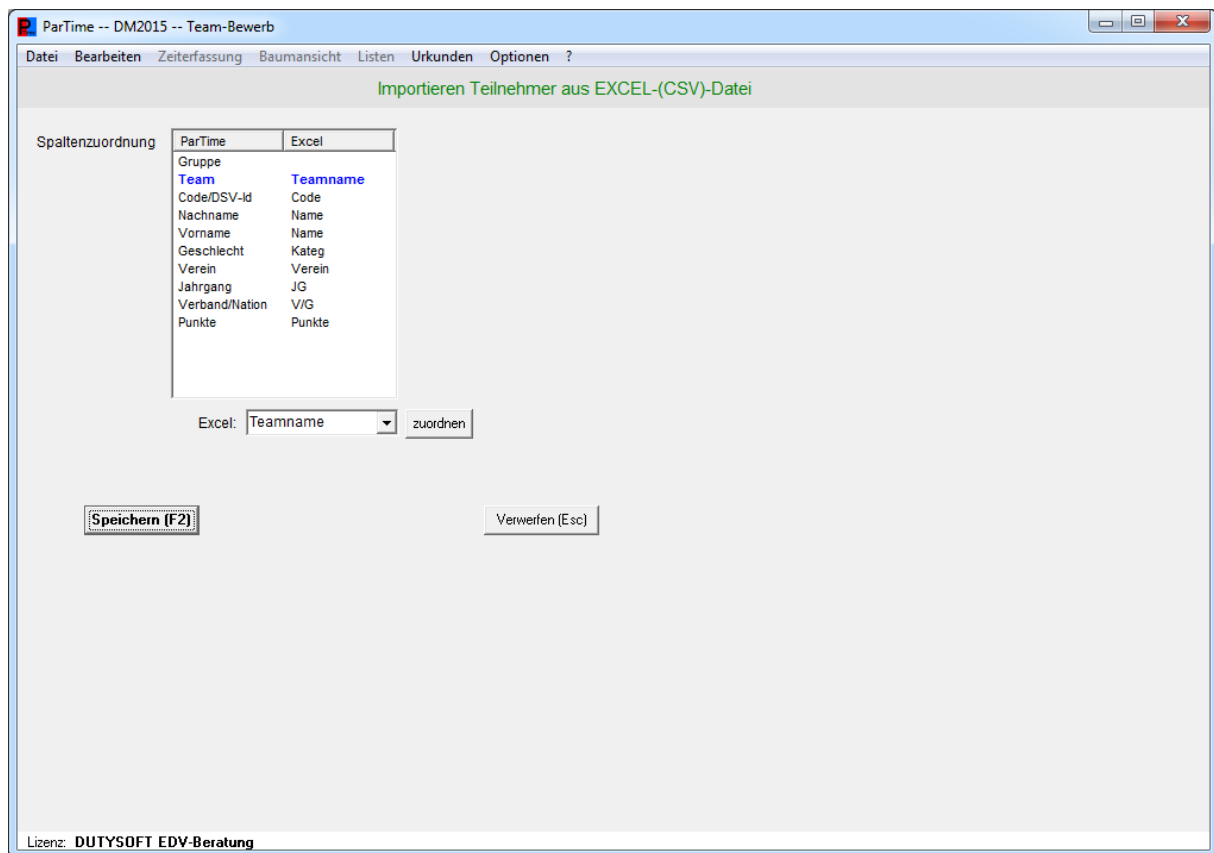 ParTime -- DM2015 -- Team-Bewerb
Datei Bearbeiten Zeiterfassung Baumansicht Listen Urkunden Optionen ?
Importieren Teilnehmer aus EXCEL-(CSV)-Datei
Spaltenzuordnung
ParTime Excel
Gruppe
Team Teamname
Code/DSV-Id Code
Nachname Name
Vorname Name
Geschlecht Kateg
Verein Verein
Jahrgang JG
Verband/Nation V/G
Punkte Punkte
Excel: Teamname zuordnen
Speichern (F2) Verwerfen (Esc)
Lizenz: DUTYSOFT EDV-Beratung